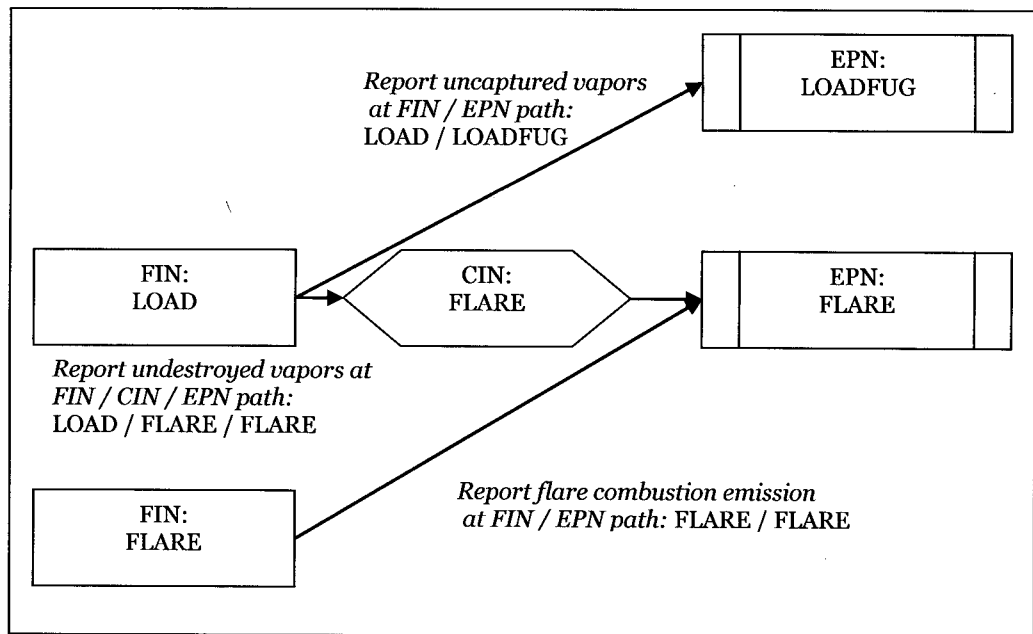 EPN:
LOADFUG
Report uncaptured vapors
at FIN / EPN path:
LOAD / LOADFUG
FIN:
LOAD
CIN:
FLARE
EPN:
FLARE
Report undestroyed vapors at
FIN / CIN / EPN path:
LOAD / FLARE / FLARE
FIN:
FLARE
Report flare combustion emission
at FIN / EPN path: FLARE / FLARE